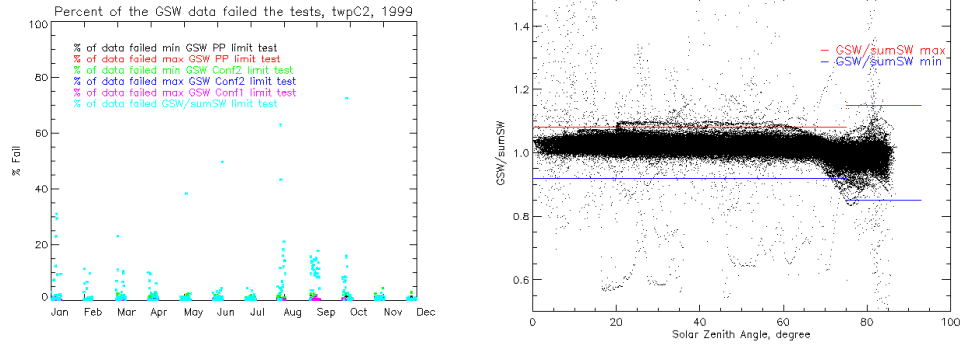 Percent of the GSW data failed the tests, twpC2, 1999
100
80
60
40
20
0
% Fail
% of data failed min GSW PP limit test
% of data failed max GSW PP limit test
% of data failed min GSW Conf2 limit test
% of data failed max GSW Conf2 limit test
% of data failed max GSW Conf1 limit test
% of data failed GSW/sumSW limit test
Jan Feb Mar Apr May Jun Jul Aug Sep Oct Nov Dec
1.4
1.2
1.0
0.8
0.6
GSW/sumSW
GSW/sumSW max
GSW/sumSW min
0 20 40 60 80 100
Solar Zenith Angle, degree